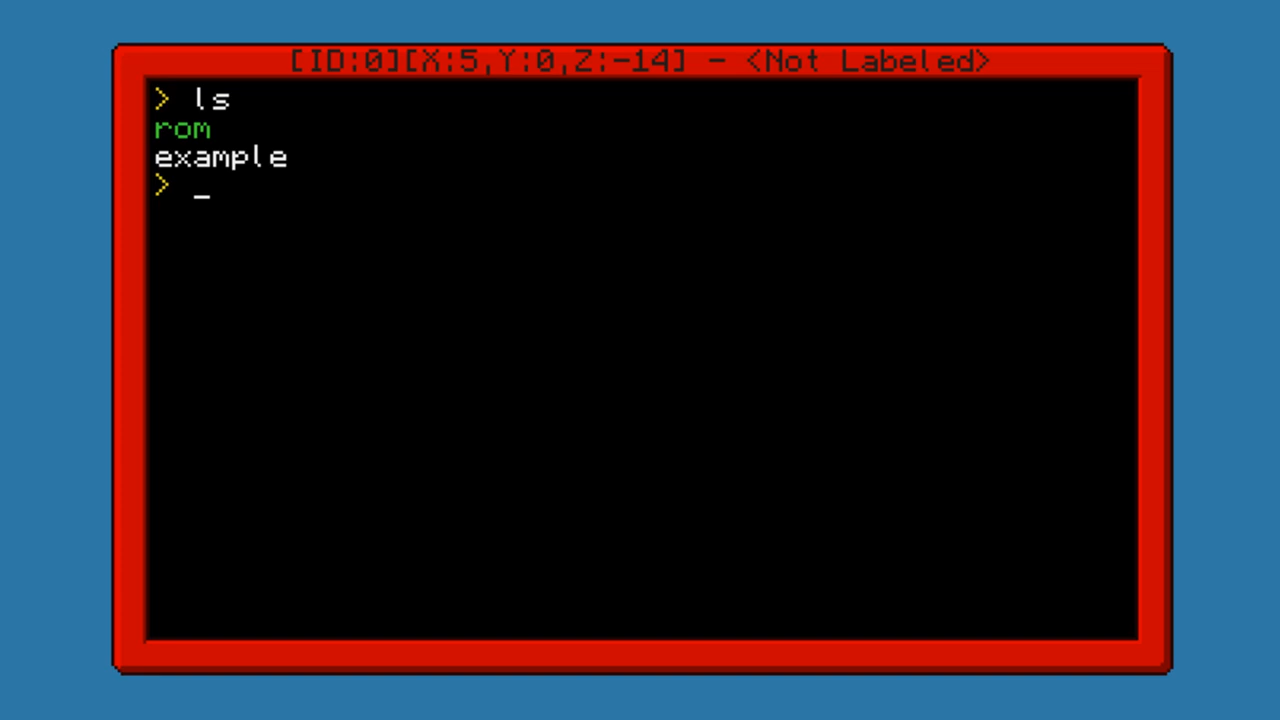 [ID:0][X:5,Y:0,Z:-14] - <Not Labeled>
> ls
rom
example
> _